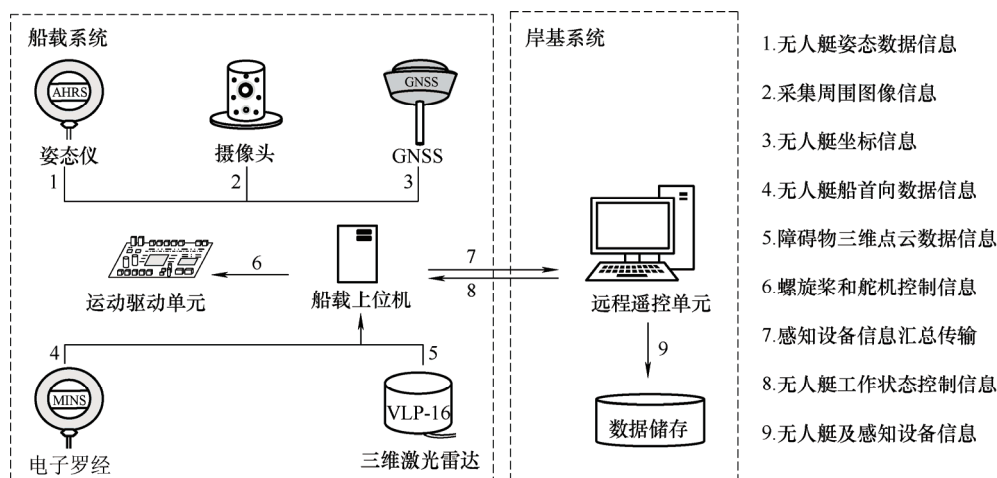 船载系统
AHRS
姿态仪
摄像头
GNSS
GNSS
1
2
3
运动驱动单元
6
船载上位机
7
8
4
5
MINS
电子罗经
VLP-16
三维激光雷达
岸基系统
远程遥控单元
9
数据储存
1.无人艇姿态数据信息
2.采集周围图像信息
3.无人艇坐标信息
4.无人艇船首向数据信息
5.障碍物三维点云数据信息
6.螺旋桨和舵机控制信息
7.感知设备信息汇总传输
8.无人艇工作状态控制信息
9.无人艇及感知设备信息